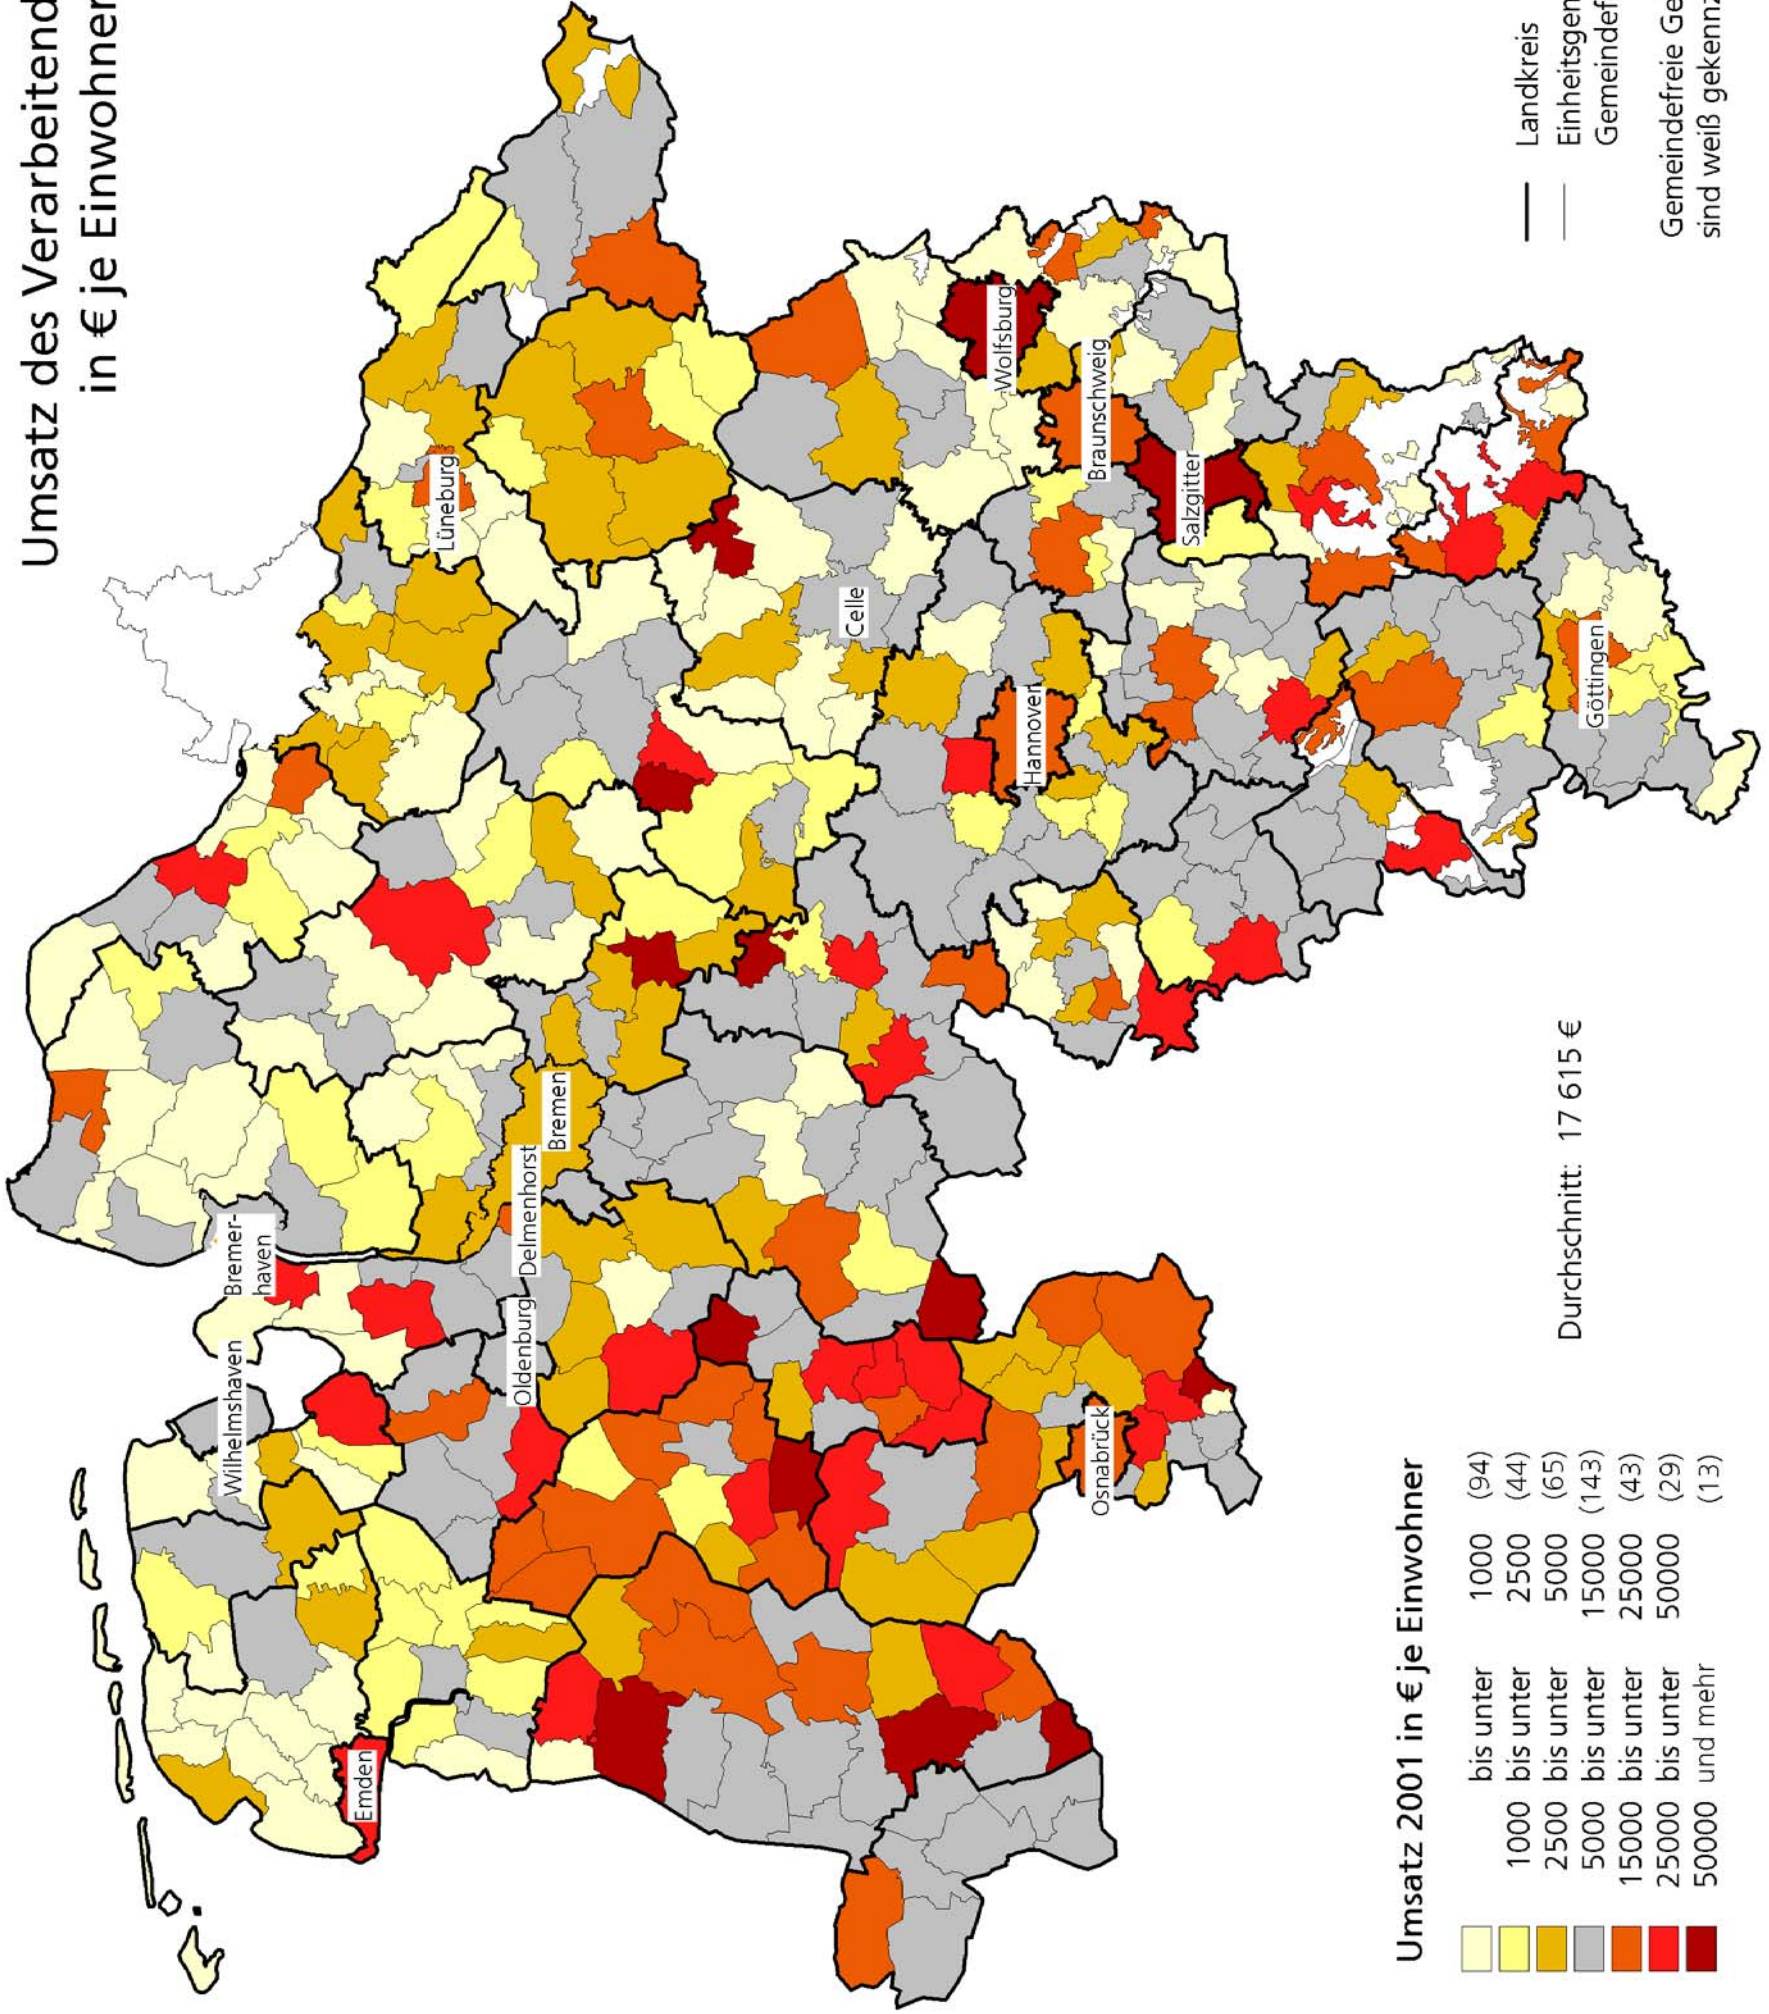 Umsatz des Verarbeitend
in € je Einwohner
Lüneburg
Bremer-
haven
Wilhelmshaven
Emden
Bremen
Delmenhorst
Oldenburg
Celle
Wolfsburg
Hannover
Braunschweig
Osnabrück
Salzgitter
Göttingen
Landkreis
Einheitsgen
Gemeindef
Gemeindefreie Ge
sind weiß gekennz
Durchschnitt: 17 615 €
Umsatz 2001 in € je Einwohner
bis unter 1000 (94)
1000 bis unter 2500 (44)
2500 bis unter 5000 (65)
5000 bis unter 15000 (143)
15000 bis unter 25000 (43)
25000 bis unter 50000 (29)
50000 und mehr (13)